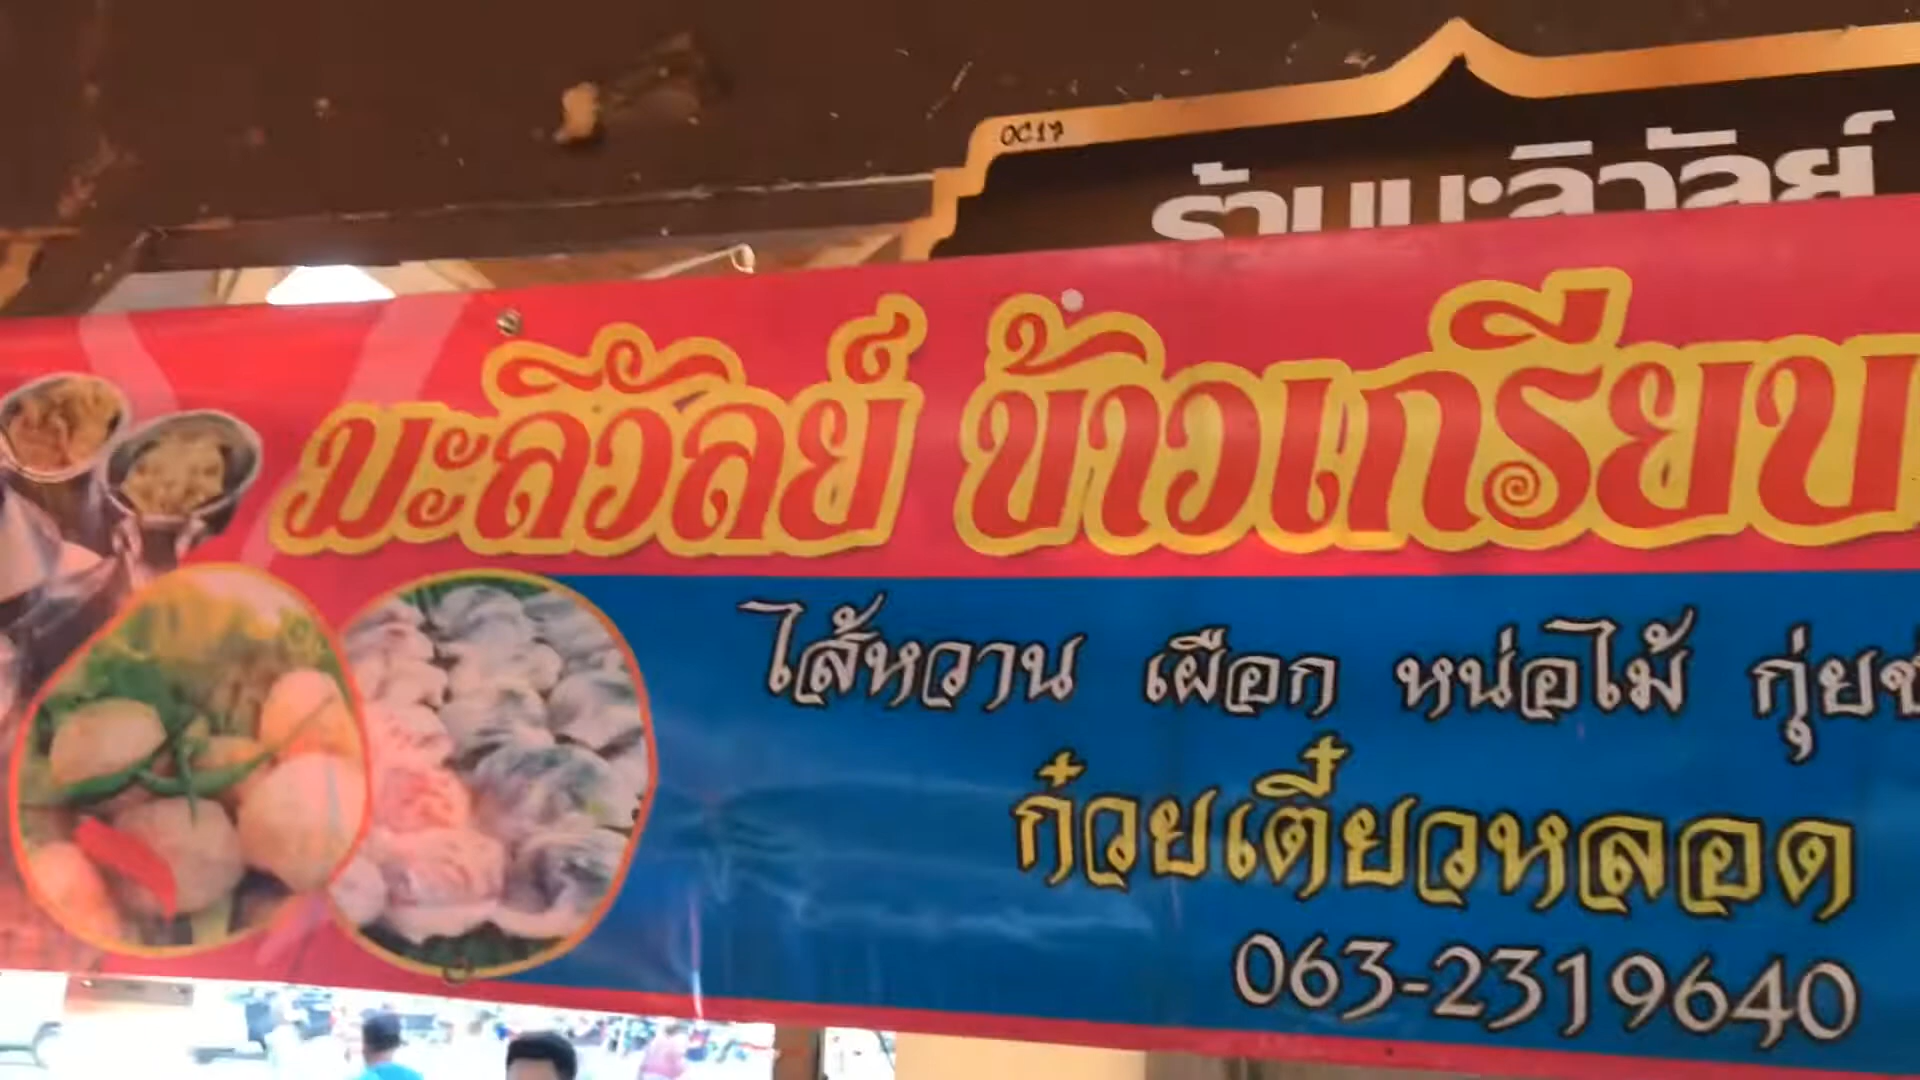 OC17
ร้านมะลิวัลย์
มะลิวัลย์ ข้าวเกรียบ
ไส้หวาน เผือก หน่อไม้ กุ่ยช
ก๋วยเตี๋ยวหลอด
063-2319640